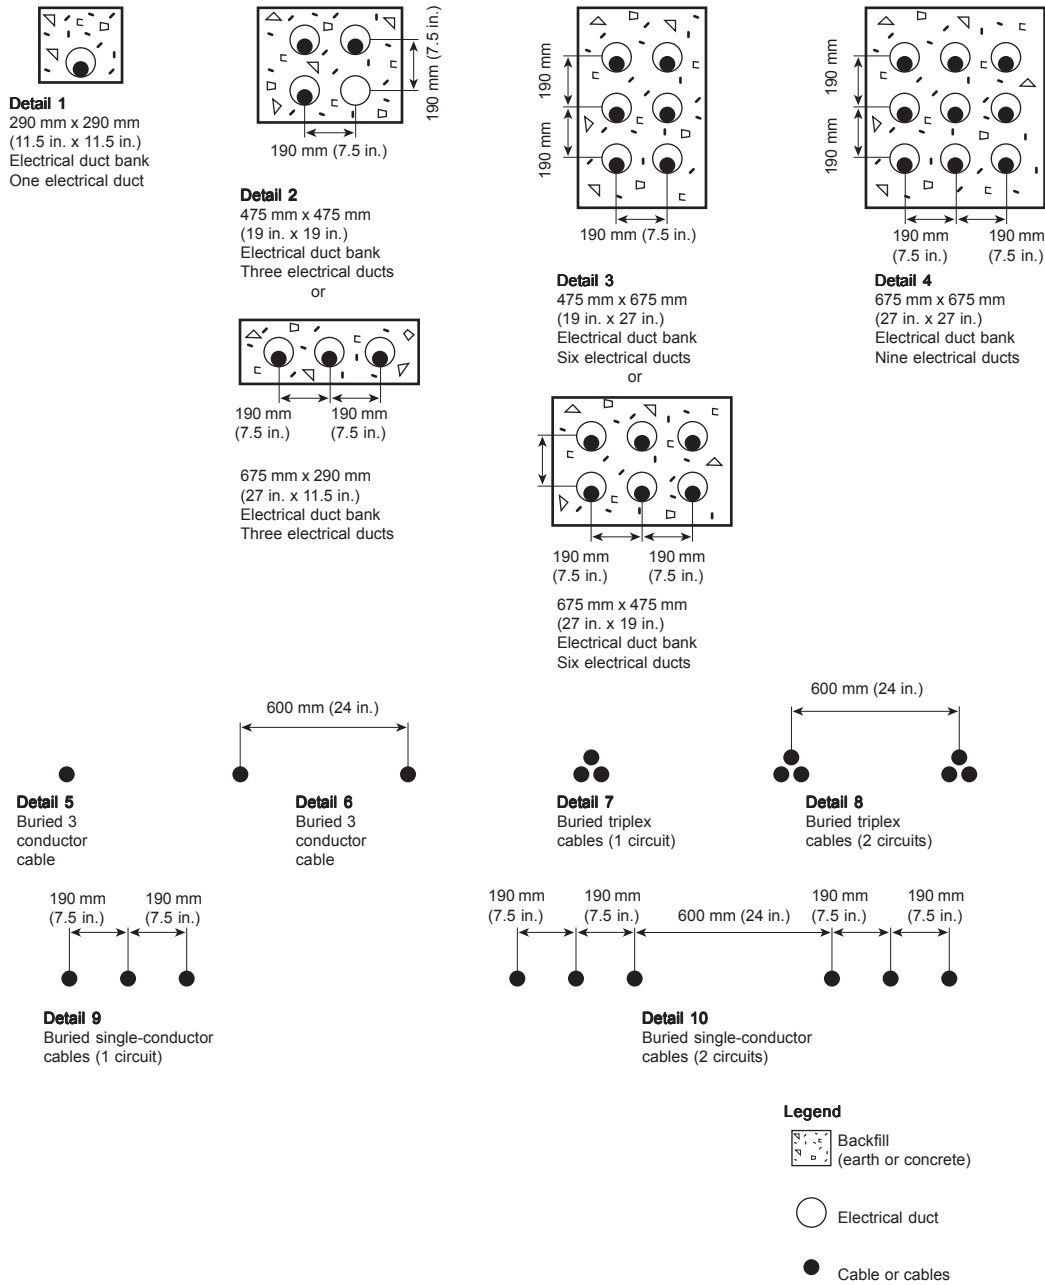 Detail 1
290 mm x 290 mm
(11.5 in. x 11.5 in.)
Electrical duct bank
One electrical duct
190 mm (7.5 in.)
190 mm (7.5 in.)
Detail 2
475 mm x 475 mm
(19 in. x 19 in.)
Electrical duct bank
Three electrical ducts
or
190 mm
(7.5 in.)
190 mm
(7.5 in.)
675 mm x 290 mm
(27 in. x 11.5 in.)
Electrical duct bank
Three electrical ducts
190 mm
190 mm
190 mm (7.5 in.)
Detail 3
475 mm x 675 mm
(19 in. x 27 in.)
Electrical duct bank
Six electrical ducts
or
190 mm
(7.5 in.)
190 mm
(7.5 in.)
675 mm x 475 mm
(27 in. x 19 in.)
Electrical duct bank
Six electrical ducts
190 mm
190 mm
190 mm
(7.5 in.)
190 mm
(7.5 in.)
Detail 4
675 mm x 675 mm
(27 in. x 27 in.)
Electrical duct bank
Nine electrical ducts
Detail 5
Buried 3
conductor
cable
600 mm (24 in.)
Detail 6
Buried 3
conductor
cable
Detail 7
Buried triplex
cables (1 circuit)
600 mm (24 in.)
Detail 8
Buried triplex
cables (2 circuits)
190 mm
(7.5 in.)
190 mm
(7.5 in.)
Detail 9
Buried single-conductor
cables (1 circuit)
190 mm
(7.5 in.)
190 mm
(7.5 in.)
600 mm (24 in.)
190 mm
(7.5 in.)
190 mm
(7.5 in.)
Detail 10
Buried single-conductor
cables (2 circuits)
Legend
Backfill
(earth or concrete)
Electrical duct
Cable or cables